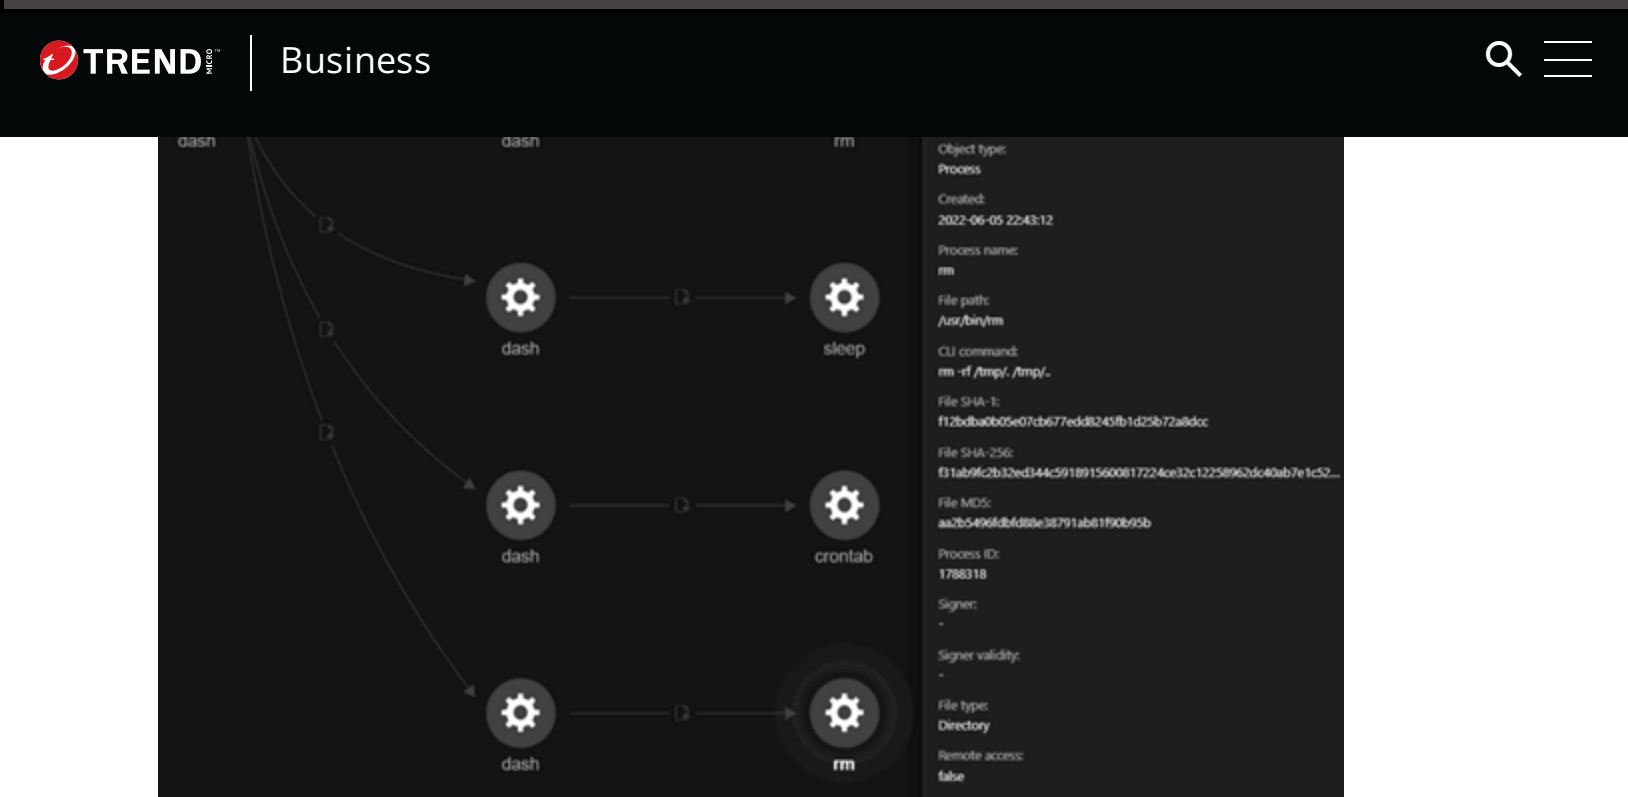 TREND MICRO Business
dash dash rm
dash sleep
dash crontab
dash rm
Object type:
Process
Created:
2022-06-05 22:43:12
Process name:
rm
File path:
/usr/bin/rm
CLI command:
rm -rf /tmp/. /tmp/..
File SHA-1:
f12bdba0b05e07cb677edd8245fb1d25b72a8dcc
File SHA-256:
f31ab9fc2b32ed344c5918915600817224ce32c12258962dc40ab7e1c52...
File MD5:
aa2b5496fdbfd88e38791ab81f90b95b
Process ID:
1788318
Signer:
-
Signer validity:
-
File type:
Directory
Remote access:
false